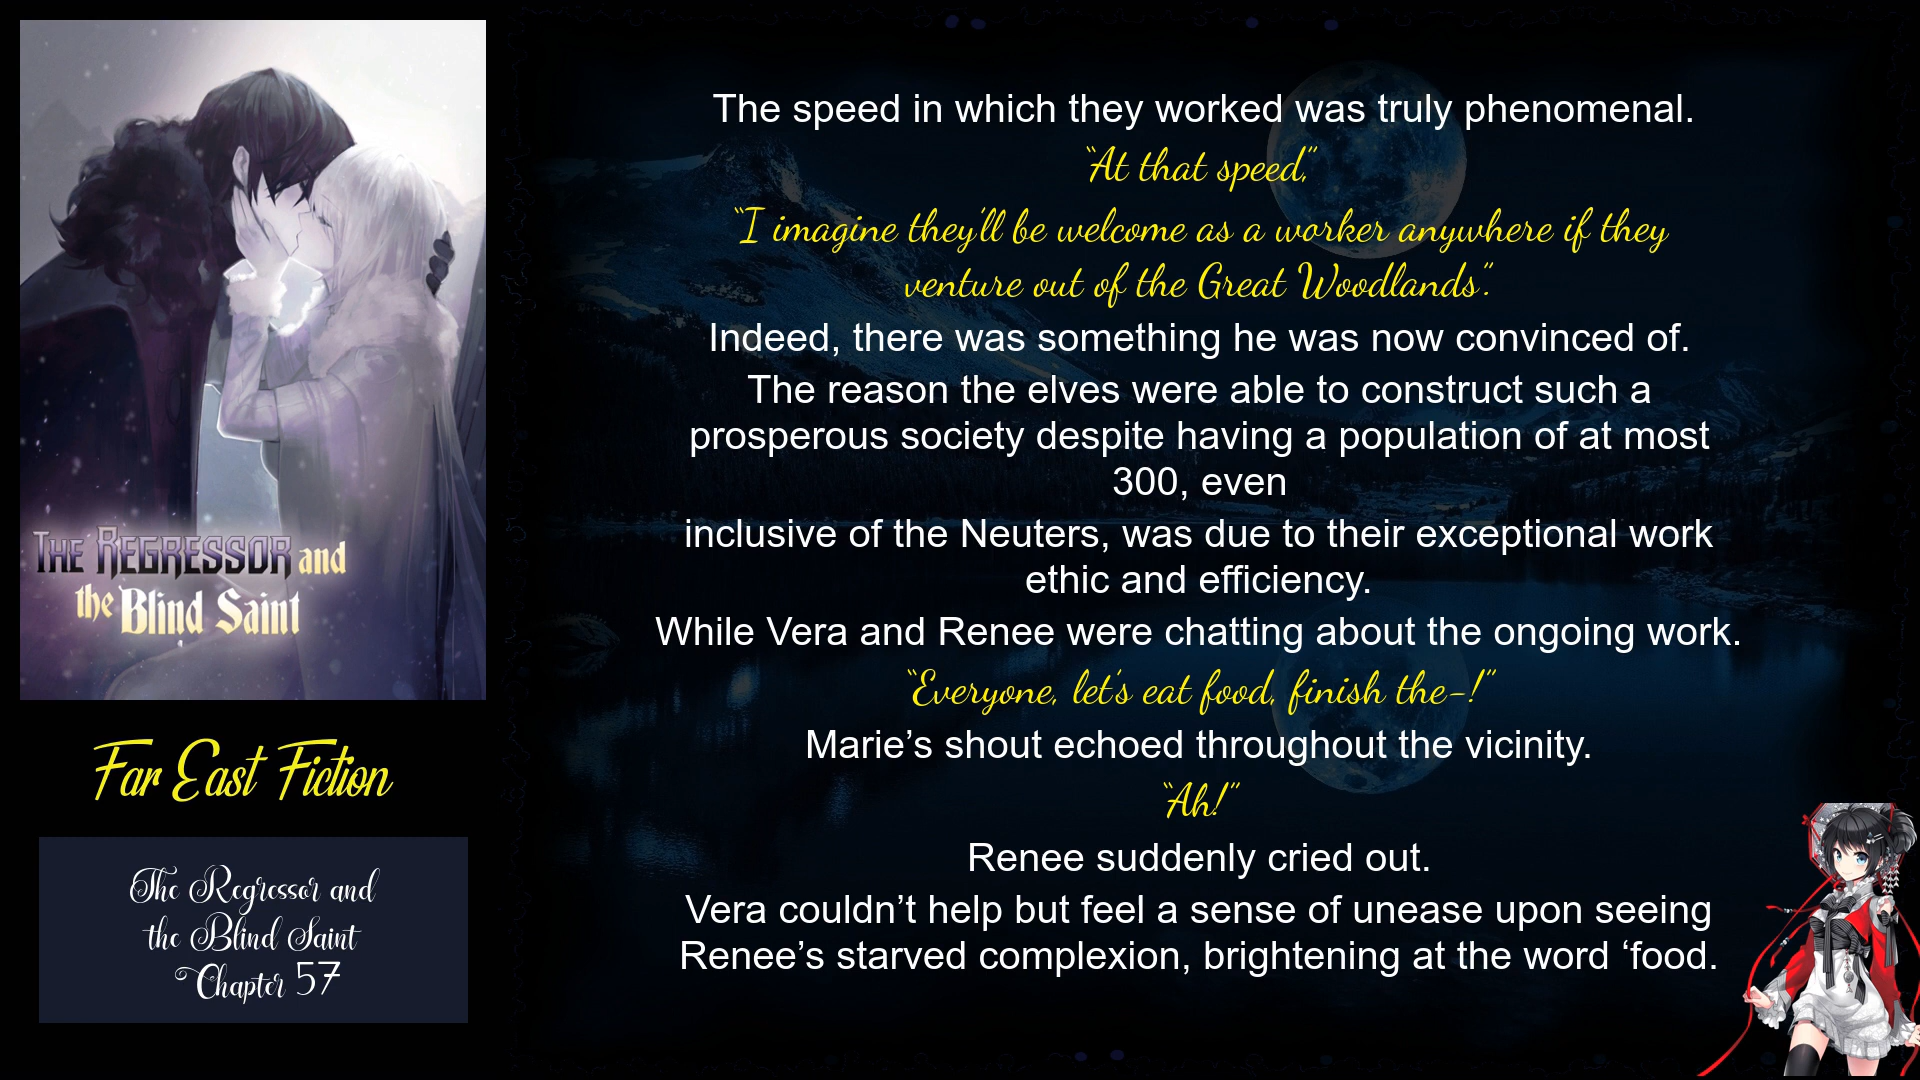 THE REGRESSOR and
the Blind Saint
Far East Fiction
The Regressor and
the Blind Saint
Chapter 57
The speed in which they worked was truly phenomenal.
“At that speed,”
“I imagine they’ll be welcome as a worker anywhere if they
venture out of the Great Woodlands”.
Indeed, there was something he was now convinced of.
The reason the elves were able to construct such a
prosperous society despite having a population of at most
300, even
inclusive of the Neuters, was due to their exceptional work
ethic and efficiency.
While Vera and Renee were chatting about the ongoing work.
“Everyone, let’s eat food, finish the-!”
Marie’s shout echoed throughout the vicinity.
“Ah!”
Renee suddenly cried out.
Vera couldn’t help but feel a sense of unease upon seeing
Renee’s starved complexion, brightening at the word ‘food.